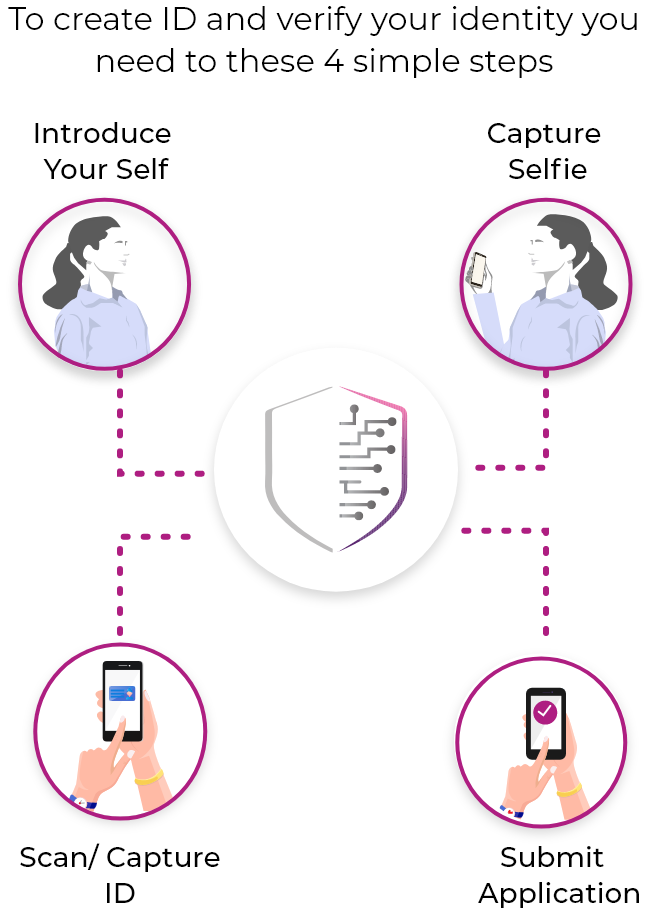 To create ID and verify your identity you
need to these 4 simple steps
Introduce
Your Self
Capture
Selfie
Scan/ Capture
ID
Submit
Application